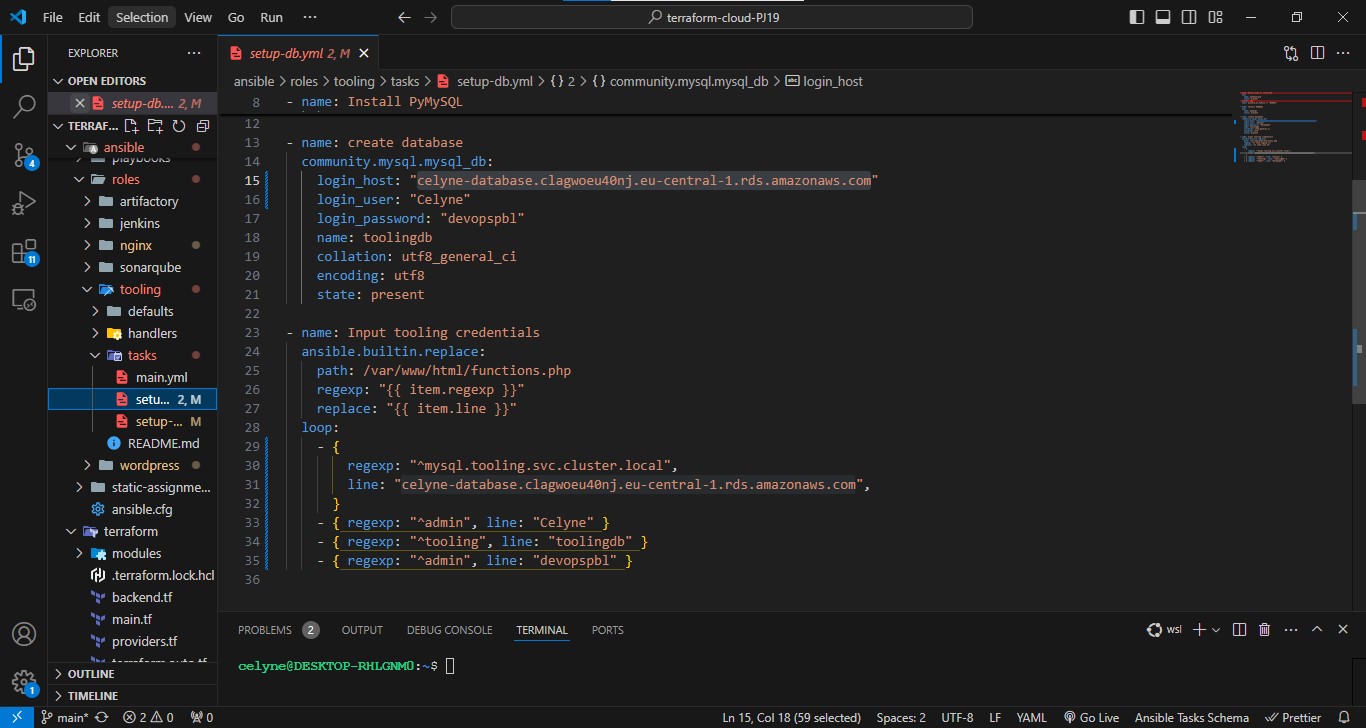 File Edit Selection View Go Run ···
terraform-cloud-PJ19
EXPLORER ···
OPEN EDITORS
setup-db.... 2, M
TERRAF...
ansible
playbooks
roles
artifactory
jenkins
nginx
sonarqube
tooling
defaults
handlers
tasks
main.yml
setu... 2, M
setup-... M
README.md
wordpress
static-assignme...
ansible.cfg
terraform
modules
.terraform.lock.hcl
backend.tf
main.tf
providers.tf
terraform.auto.tf
OUTLINE
TIMELINE
4
11
1
setup-db.yml 2, M
ansible > roles > tooling > tasks > setup-db.yml > {} 2 > {} community.mysql.mysql_db > abc login_host
8 - name: Install PyMySQL
12
13 - name: create database
14 community.mysql.mysql_db:
15 login_host: "celyne-database.clagwoeu40nj.eu-central-1.rds.amazonaws.com"
16 login_user: "Celyne"
17 login_password: "devopspbl"
18 name: toolingdb
19 collation: utf8_general_ci
20 encoding: utf8
21 state: present
22
23 - name: Input tooling credentials
24 ansible.builtin.replace:
25 path: /var/www/html/functions.php
26 regexp: "{{ item.regexp }}"
27 replace: "{{ item.line }}"
28 loop:
29 - {
30 regexp: "^mysql.tooling.svc.cluster.local",
31 line: "celyne-database.clagwoeu40nj.eu-central-1.rds.amazonaws.com",
32 }
33 - { regexp: "^admin", line: "Celyne" }
34 - { regexp: "^tooling", line: "toolingdb" }
35 - { regexp: "^admin", line: "devopspbl" }
36
PROBLEMS 2 OUTPUT DEBUG CONSOLE TERMINAL PORTS
wsl
celyne@DESKTOP-RHLGNM0:~$
main* 2 0 0
Ln 15, Col 18 (59 selected) Spaces: 2 UTF-8 LF YAML Go Live Ansible Tasks Schema Prettier